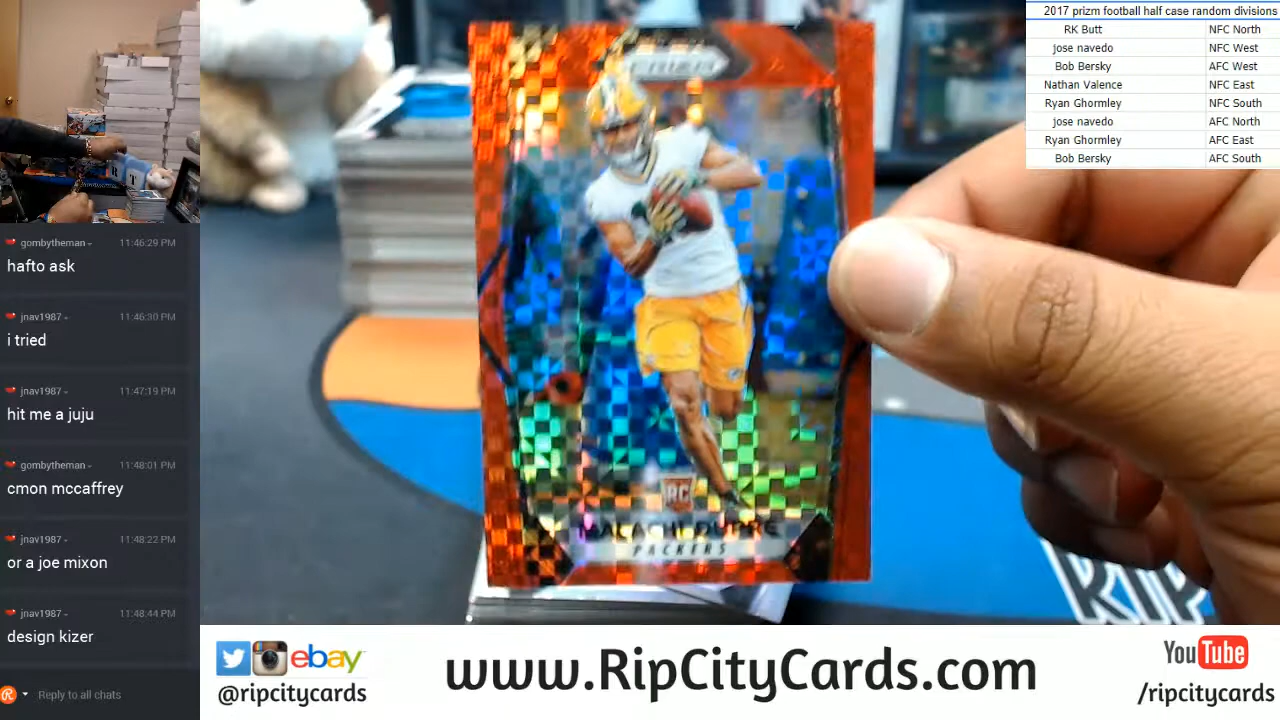 gombytheman 11:46:29 PM
hafto ask
jnav1987 11:46:30 PM
i tried
jnav1987 11:47:19 PM
hit me a juju
gombytheman 11:48:01 PM
cmon mccaffrey
jnav1987 11:48:22 PM
or a joe mixon
jnav1987 11:48:44 PM
design kizer
Reply to all chats
2017 prizm football half case random divisions
RK Butt NFC North
jose navedo NFC West
Bob Bersky AFC West
Nathan Valence NFC East
Ryan Ghormley NFC South
jose navedo AFC North
Ryan Ghormley AFC East
Bob Bersky AFC South
RC
MALACHI DUPRE
PACKERS
RIP
ebay
@ripcitycards
www.RipCityCards.com
YouTube
/ripcitycards